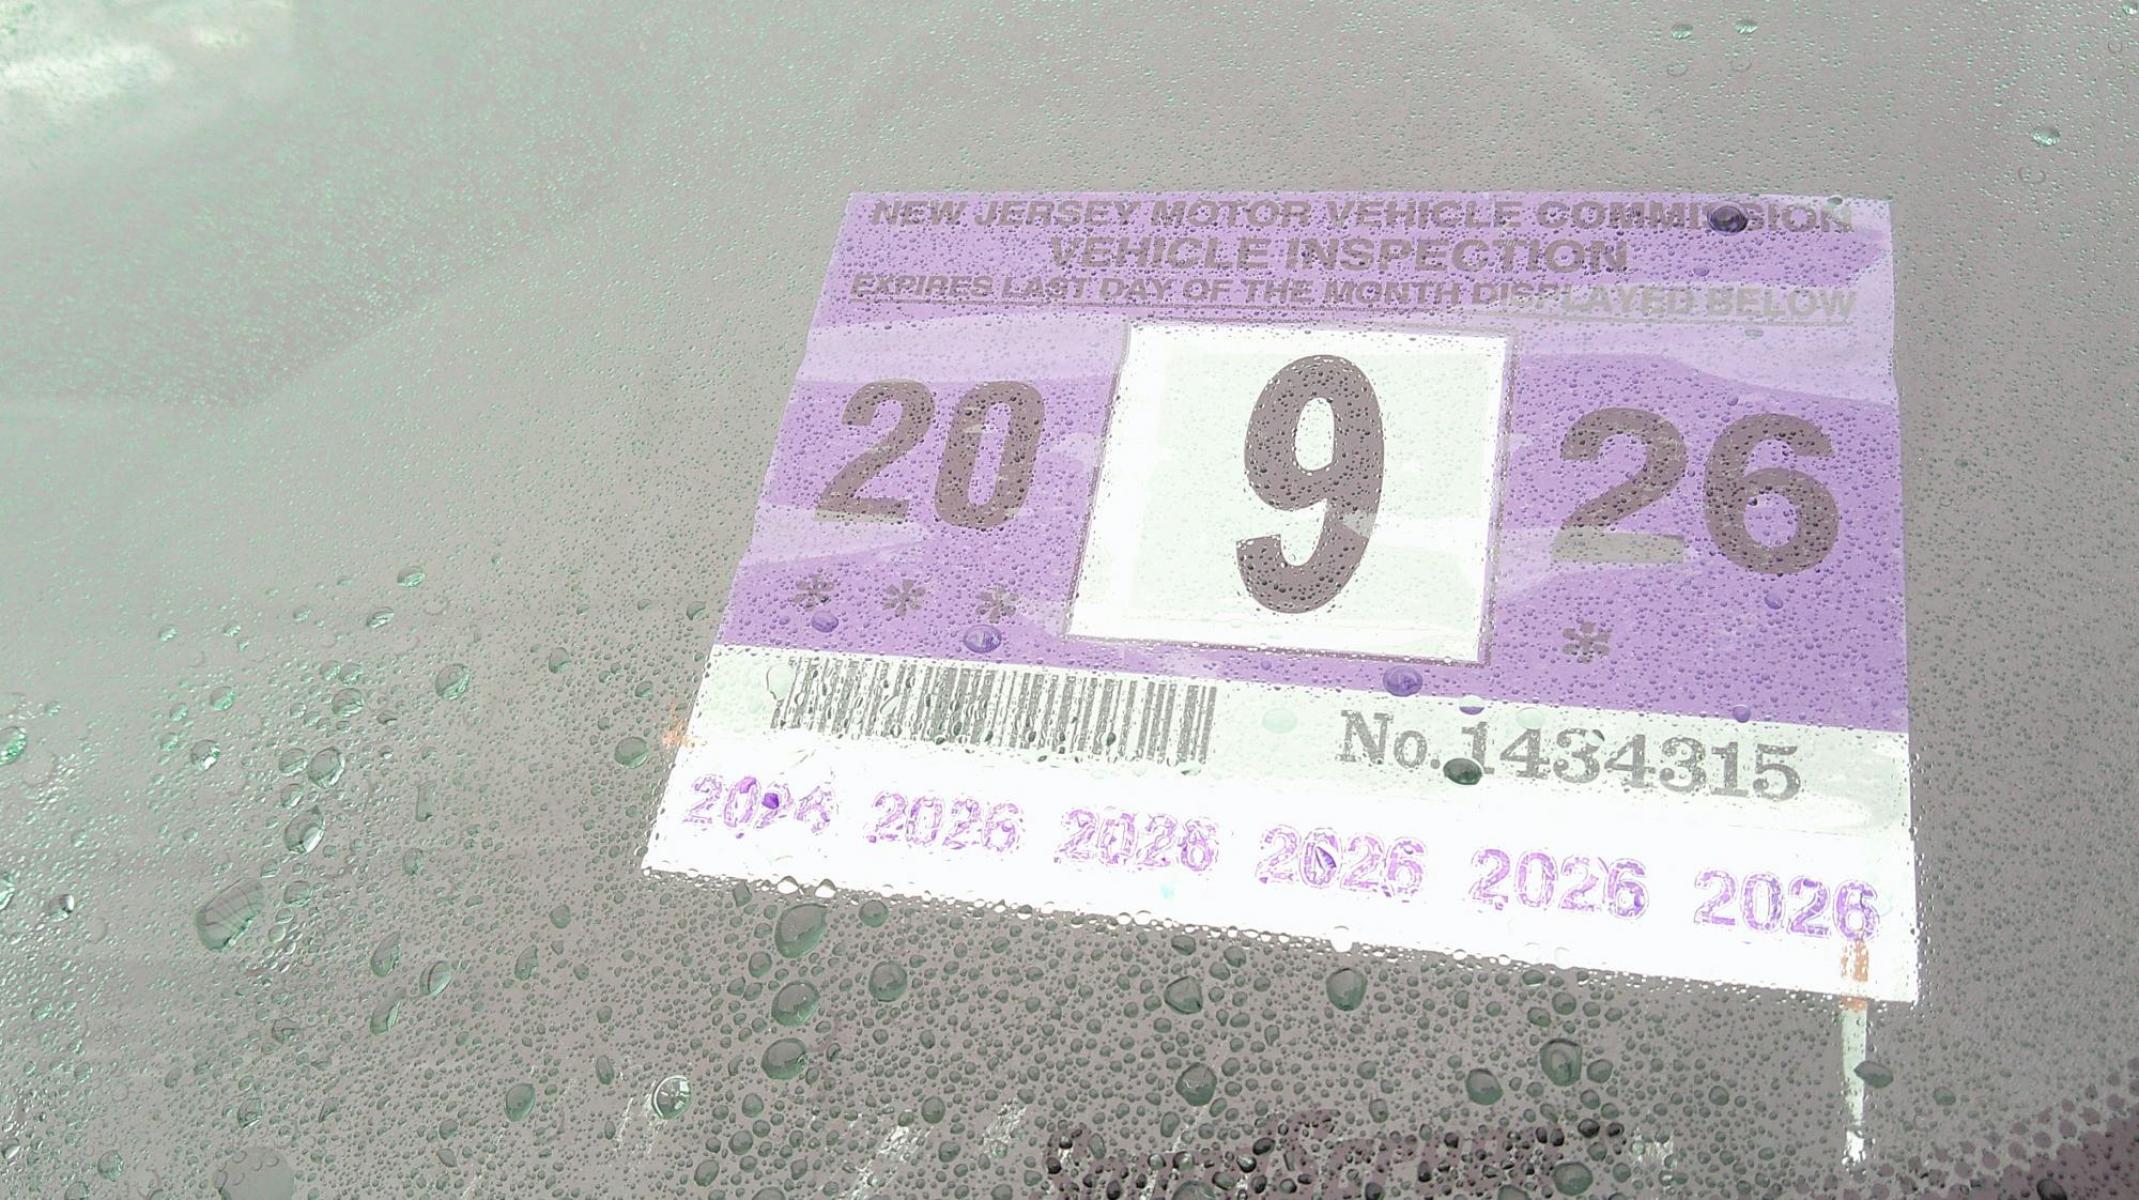 NEW JERSEY MOTOR VEHICLE COMMISSION
VEHICLE INSPECTION
EXPIRES LAST DAY OF THE MONTH DISPLAYED BELOW
20 9 26
* * * *
No. 1434315
2026 2026 2026 2026 2026 2026